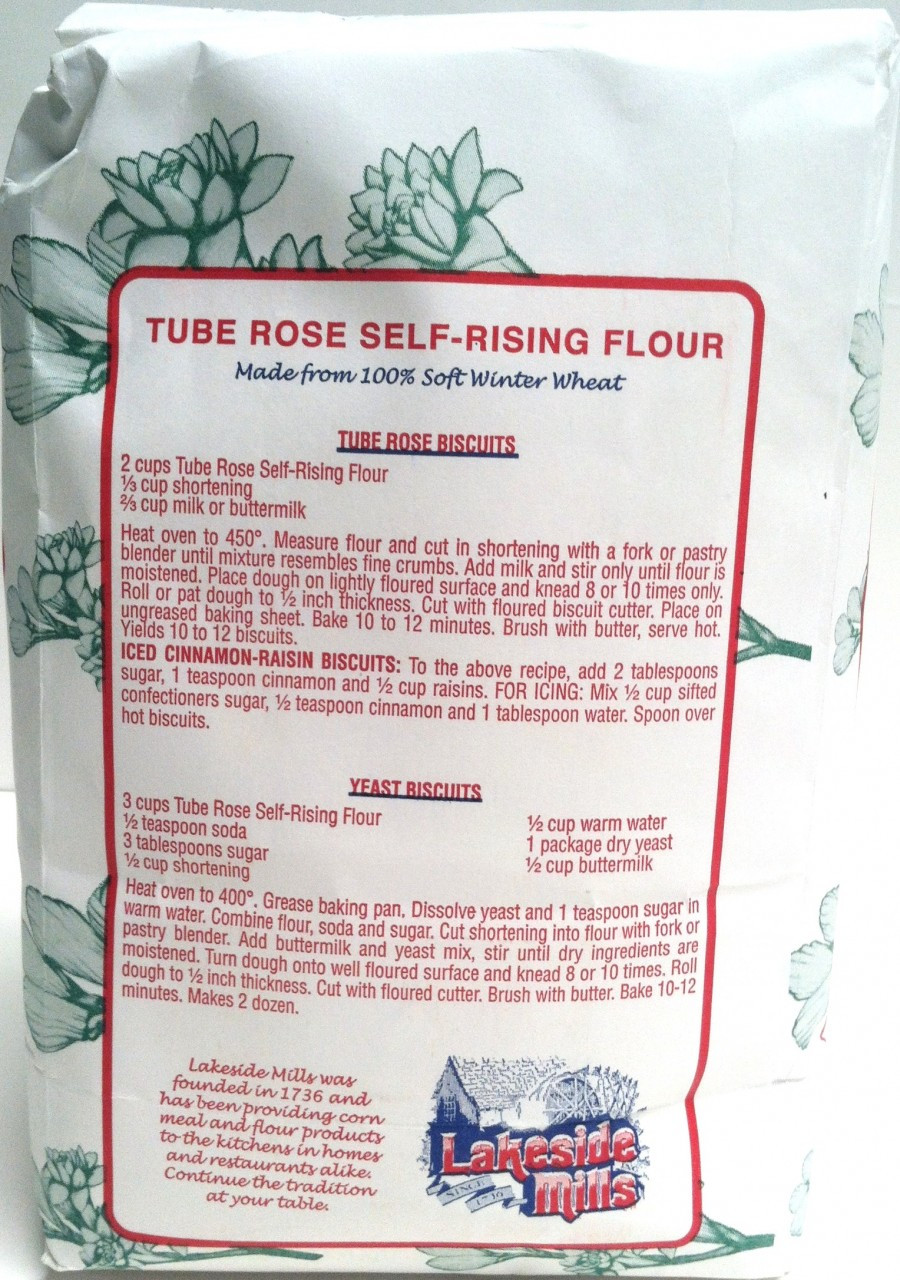 TUBE ROSE SELF-RISING FLOUR
Made from 100% Soft Winter Wheat
TUBE ROSE BISCUITS
2 cups Tube Rose Self-Rising Flour
⅓ cup shortening
⅔ cup milk or buttermilk
Heat oven to 450°. Measure flour and cut in shortening with a fork or pastry
blender until mixture resembles fine crumbs. Add milk and stir only until flour is
moistened. Place dough on lightly floured surface and knead 8 or 10 times only.
Roll or pat dough to ½ inch thickness. Cut with floured biscuit cutter. Place on
ungreased baking sheet. Bake 10 to 12 minutes. Brush with butter, serve hot.
Yields 10 to 12 biscuits.
ICED CINNAMON-RAISIN BISCUITS: To the above recipe, add 2 tablespoons
sugar, 1 teaspoon cinnamon and ½ cup raisins. FOR ICING: Mix ½ cup sifted
confectioners sugar, ½ teaspoon cinnamon and 1 tablespoon water. Spoon over
hot biscuits.
YEAST BISCUITS
3 cups Tube Rose Self-Rising Flour
½ teaspoon soda
3 tablespoons sugar
½ cup shortening
½ cup warm water
1 package dry yeast
½ cup buttermilk
Heat oven to 400°. Grease baking pan. Dissolve yeast and 1 teaspoon sugar in
warm water. Combine flour, soda and sugar. Cut shortening into flour with fork or
pastry blender. Add buttermilk and yeast mix, stir until dry ingredients are
moistened. Turn dough onto well floured surface and knead 8 or 10 times. Roll
dough to ½ inch thickness. Cut with floured cutter. Brush with butter. Bake 10-12
minutes. Makes 2 dozen.
Lakeside Mills was
founded in 1736 and
has been providing corn
meal and flour products
to the kitchens in homes
and restaurants alike.
Continue the tradition
at your table.
Lakeside
Mills
SINCE 1736